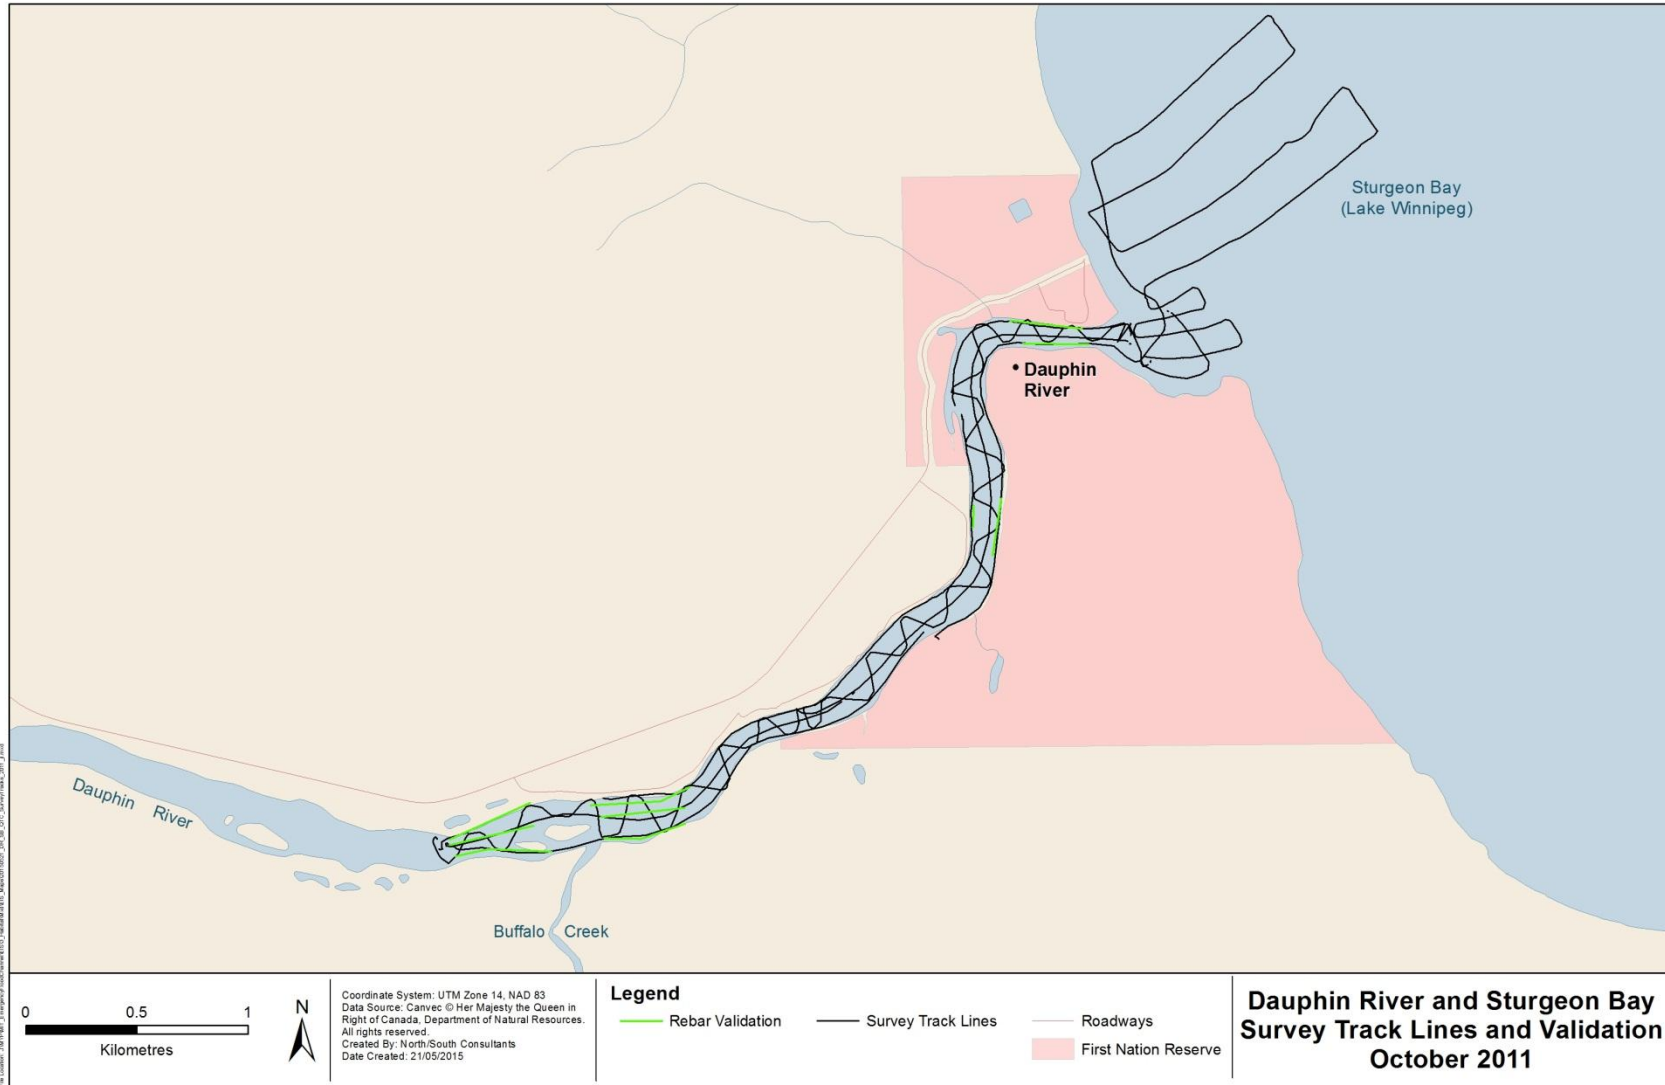 Sturgeon Bay
(Lake Winnipeg)
Dauphin
River
Dauphin River
Buffalo Creek
0 0.5 1
Kilometres
N
Coordinate System: UTM Zone 14, NAD 83
Data Source: Canvec © Her Majesty the Queen in
Right of Canada, Department of Natural Resources.
All rights reserved.
Created By: North/South Consultants
Date Created: 21/05/2015
Legend
Rebar Validation
Survey Track Lines
Roadways
First Nation Reserve
Dauphin River and Sturgeon Bay
Survey Track Lines and Validation
October 2011